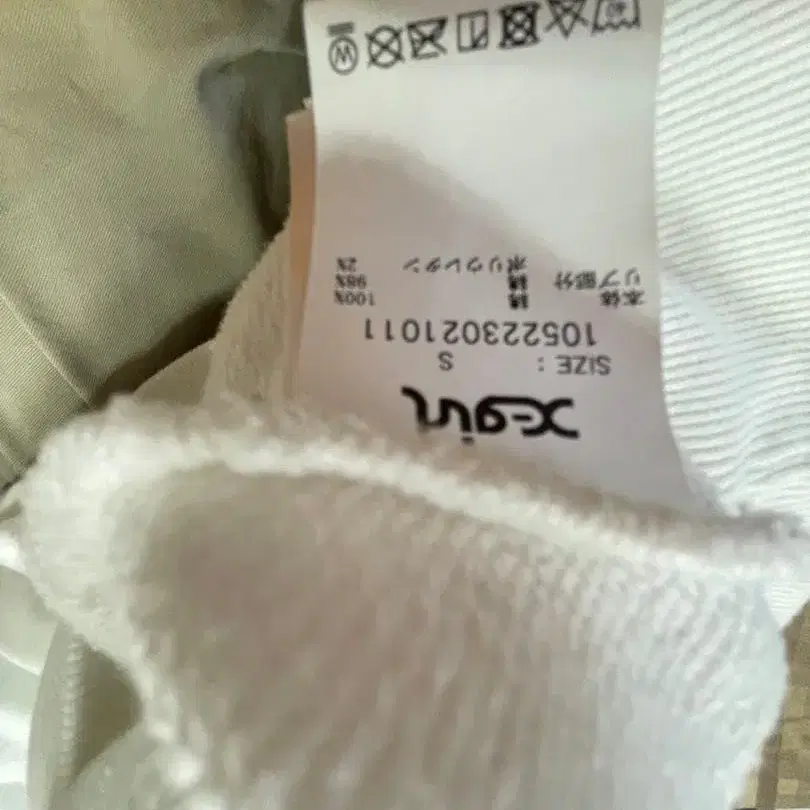 X-girl
SIZE : S
105223021011
本体 綿 100%
リブ部分 綿 98%
ポリウレタン 2%
40
W